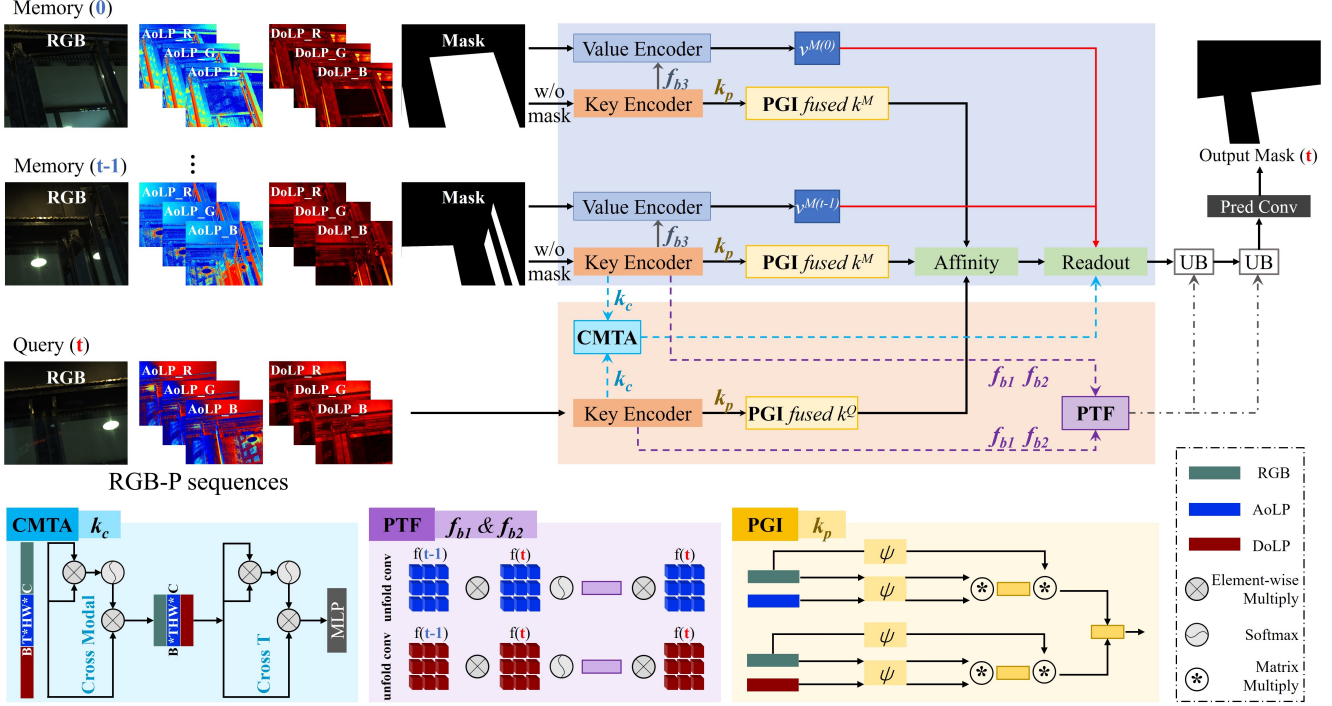 Memory (0)
RGB
AoLP_R
AoLP_G
AoLP_B
DoLP_R
DoLP_G
DoLP_B
Mask
w/o
mask
Value Encoder
f_b3
Key Encoder
k_p
PGI fused k^M
v^M(0)
Memory (t-1)
RGB
AoLP_R
AoLP_G
AoLP_B
DoLP_R
DoLP_G
DoLP_B
Mask
w/o
mask
Value Encoder
f_b3
Key Encoder
k_p
PGI fused k^M
v^M(t-1)
Affinity
Readout
UB
UB
Pred Conv
Output Mask (t)
k_c
CMTA
k_c
f_b1 f_b2
PTF
f_b1 f_b2
Query (t)
RGB
AoLP_R
AoLP_G
AoLP_B
DoLP_R
DoLP_G
DoLP_B
Key Encoder
k_p
PGI fused k^Q
RGB-P sequences
CMTA k_c
B T*HW* C
Cross Modal
B *THW* C
Cross T
MLP
PTF f_b1 & f_b2
unfold conv
f(t-1)
f(t)
f(t)
unfold conv
f(t-1)
f(t)
f(t)
PGI k_p
ψ
ψ
ψ
ψ
RGB
AoLP
DoLP
Element-wise
Multiply
Softmax
Matrix
Multiply